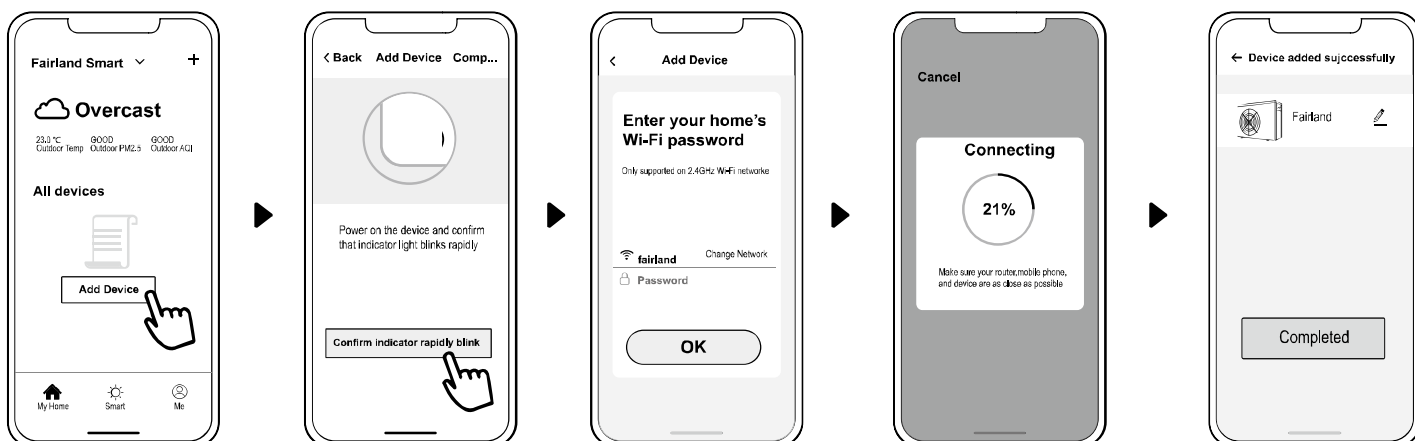 Fairland Smart
+
Overcast
23.0 °C GOOD GOOD
Outdoor Temp Outdoor PM2.5 Outdoor AQI
All devices
Add Device
My Home Smart Me
< Back Add Device Comp...
Power on the device and confirm
that indicator light blinks rapidly
Confirm indicator rapidly blink
< Add Device
Enter your home's
Wi-Fi password
Only supported on 2.4GHz Wi-Fi networke
fairland Change Network
Password
OK
Cancel
Connecting
21%
Make sure your router,mobile phone,
and device are as close as possible
← Device added sujccessfully
Fairland
Completed